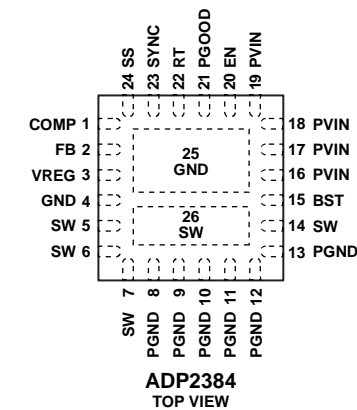 24 SS
23 SYNC
22 RT
21 PGOOD
20 EN
19 PVIN
COMP 1
FB 2
VREG 3
GND 4
SW 5
SW 6
25
GND
26
SW
18 PVIN
17 PVIN
16 PVIN
15 BST
14 SW
13 PGND
SW 7
PGND 8
PGND 9
PGND 10
PGND 11
PGND 12
ADP2384
TOP VIEW